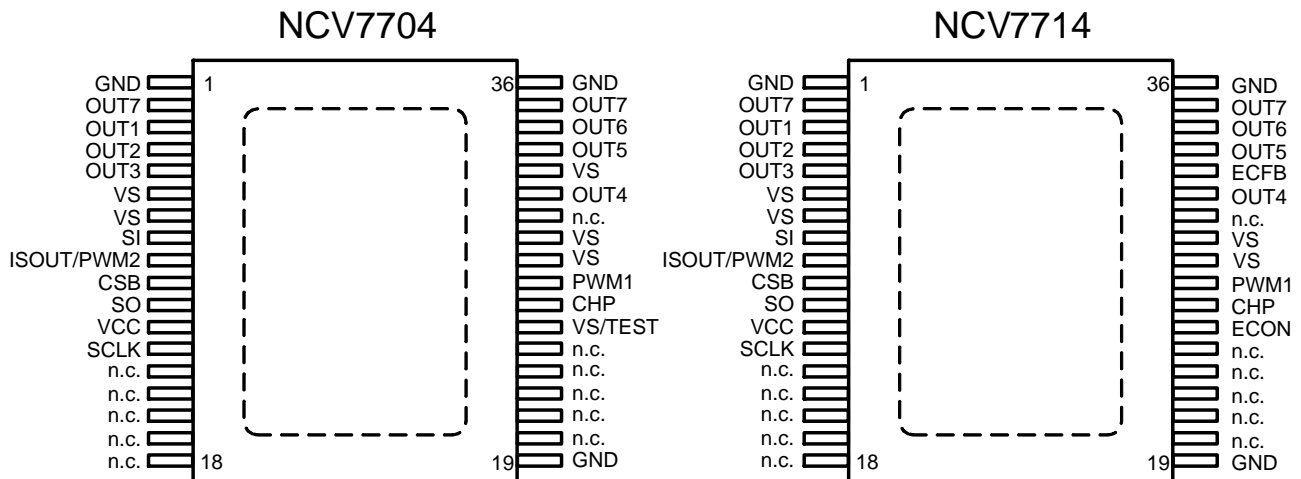 NCV7704
GND 1 36 GND
OUT7 OUT7
OUT1 OUT6
OUT2 OUT5
OUT3 VS
VS OUT4
VS n.c.
SI VS
ISOUT/PWM2 VS
CSB PWM1
SO CHP
VCC VS/TEST
SCLK n.c.
n.c. n.c.
n.c. n.c.
n.c. n.c.
n.c. n.c.
n.c. 18 19 GND
NCV7714
GND 1 36 GND
OUT7 OUT7
OUT1 OUT6
OUT2 OUT5
OUT3 ECFB
VS OUT4
VS n.c.
SI VS
ISOUT/PWM2 VS
CSB PWM1
SO CHP
VCC ECON
SCLK n.c.
n.c. n.c.
n.c. n.c.
n.c. n.c.
n.c. n.c.
n.c. 18 19 GND